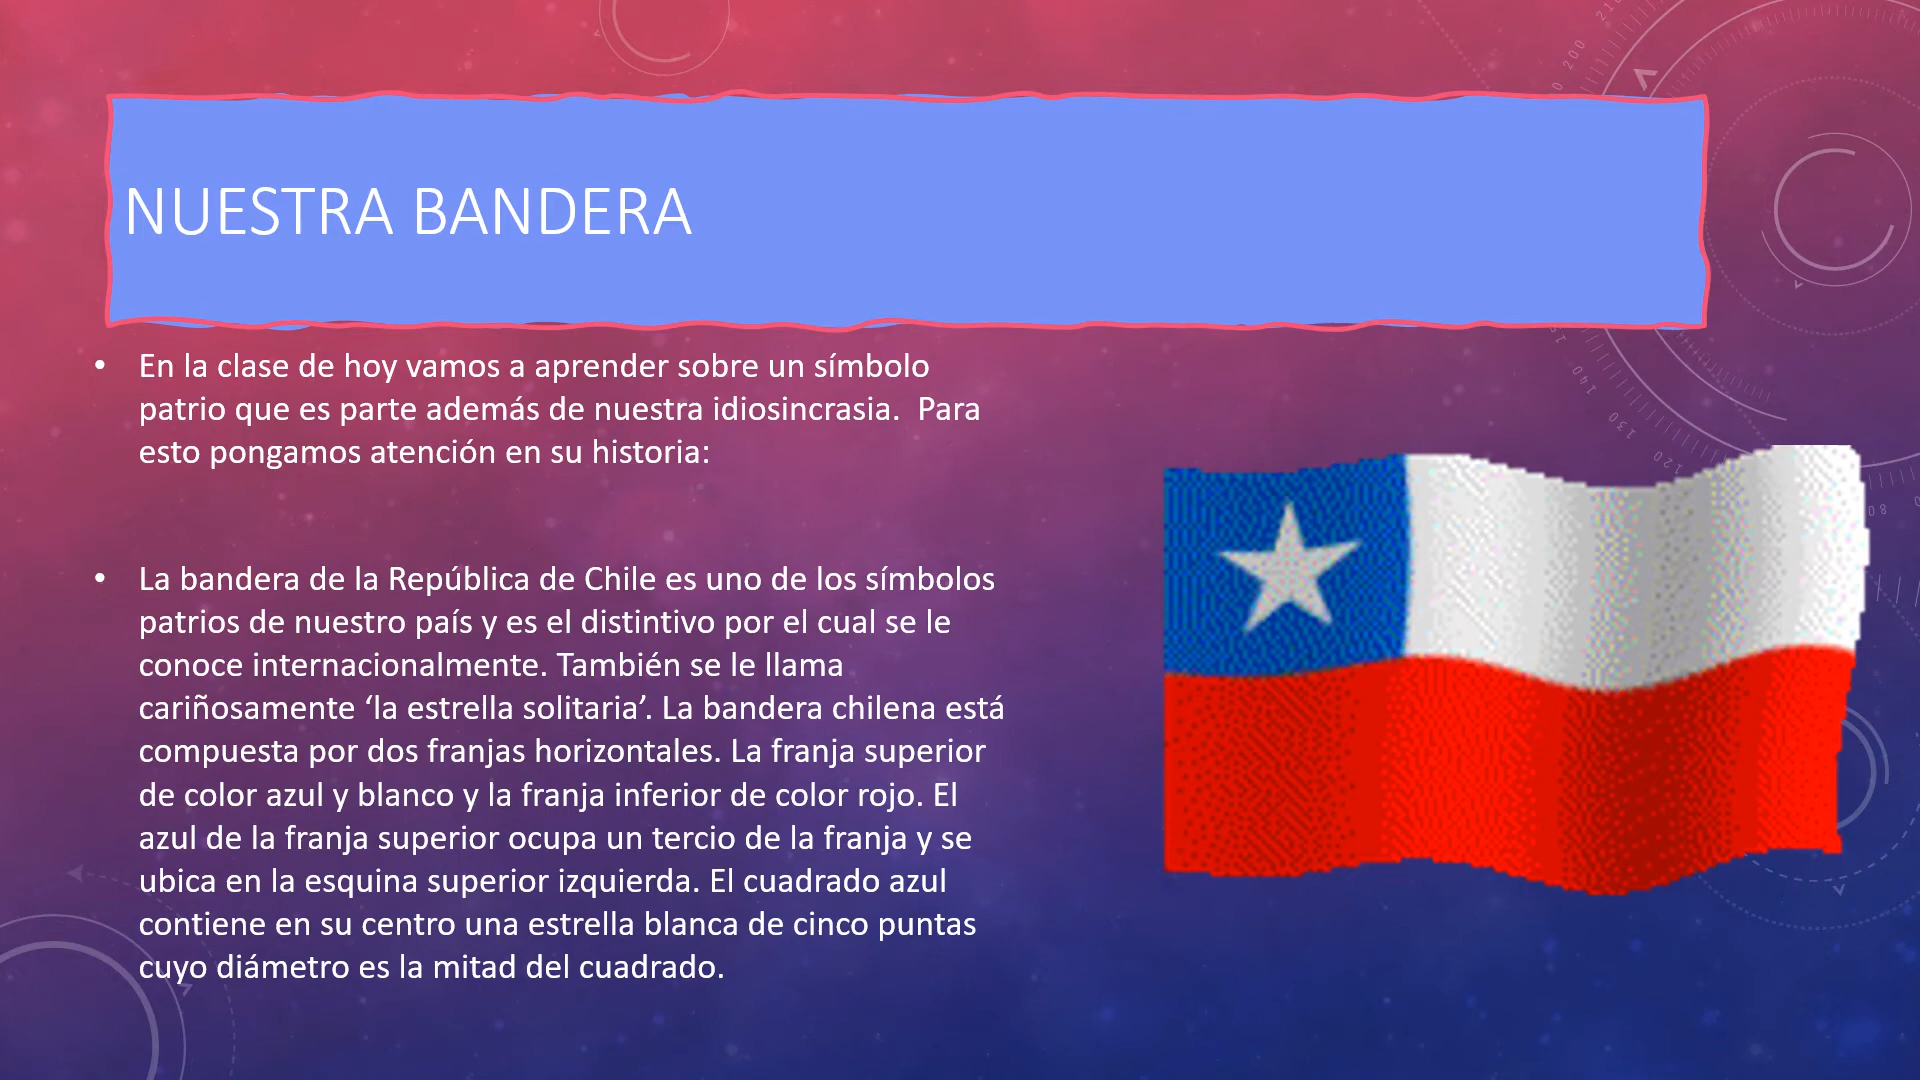 NUESTRA BANDERA
• En la clase de hoy vamos a aprender sobre un símbolo
patrio que es parte además de nuestra idiosincrasia.  Para
esto pongamos atención en su historia:
• La bandera de la República de Chile es uno de los símbolos
patrios de nuestro país y es el distintivo por el cual se le
conoce internacionalmente. También se le llama
cariñosamente ‘la estrella solitaria’. La bandera chilena está
compuesta por dos franjas horizontales. La franja superior
de color azul y blanco y la franja inferior de color rojo. El
azul de la franja superior ocupa un tercio de la franja y se
ubica en la esquina superior izquierda. El cuadrado azul
contiene en su centro una estrella blanca de cinco puntas
cuyo diámetro es la mitad del cuadrado.
210
200
140
130
120